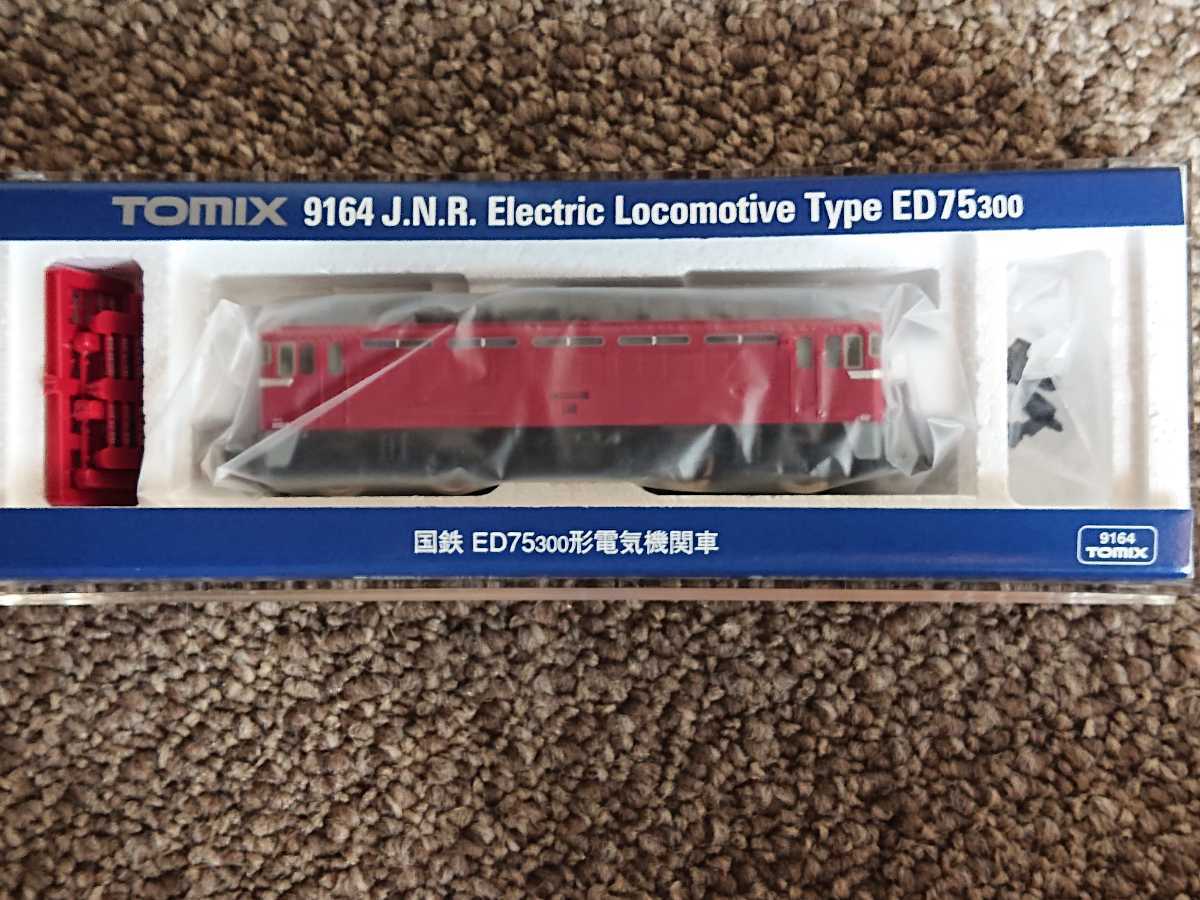 TOMIX 9164 J.N.R. Electric Locomotive Type ED75300
国鉄 ED75300形電気機関車
9164
TOMIX